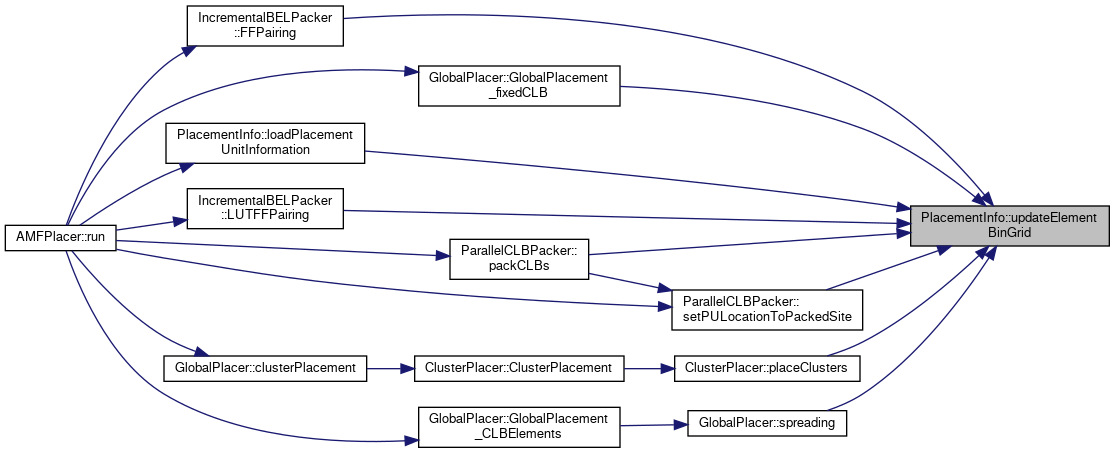 IncrementalBELPacker
::FFPairing
GlobalPlacer::GlobalPlacement
_fixedCLB
PlacementInfo::loadPlacement
UnitInformation
IncrementalBELPacker
::LUTFFPairing
PlacementInfo::updateElement
BinGrid
AMFPlacer::run
ParallelCLBPacker::
packCLBs
ParallelCLBPacker::
setPULocationToPackedSite
GlobalPlacer::clusterPlacement
ClusterPlacer::ClusterPlacement
ClusterPlacer::placeClusters
GlobalPlacer::GlobalPlacement
_CLBElements
GlobalPlacer::spreading